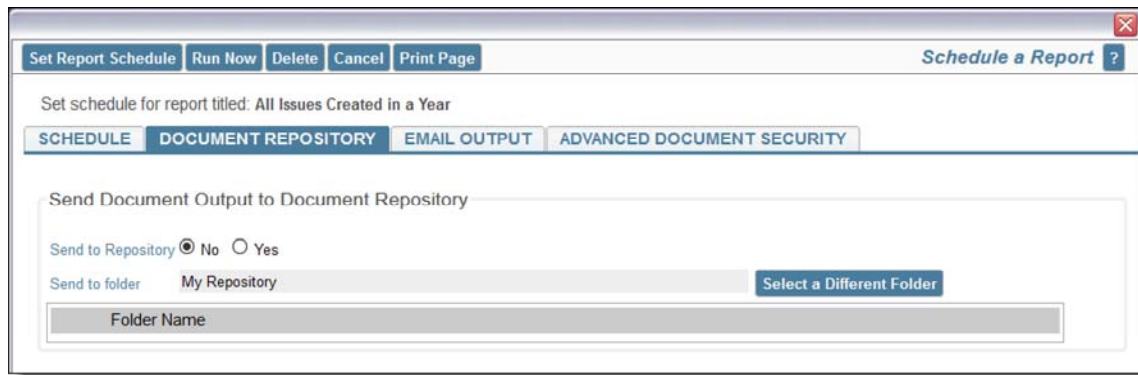 Set Report Schedule Run Now Delete Cancel Print Page Schedule a Report ?
Set schedule for report titled: All Issues Created in a Year
SCHEDULE DOCUMENT REPOSITORY EMAIL OUTPUT ADVANCED DOCUMENT SECURITY
Send Document Output to Document Repository
Send to Repository No Yes
Send to folder My Repository Select a Different Folder
Folder Name